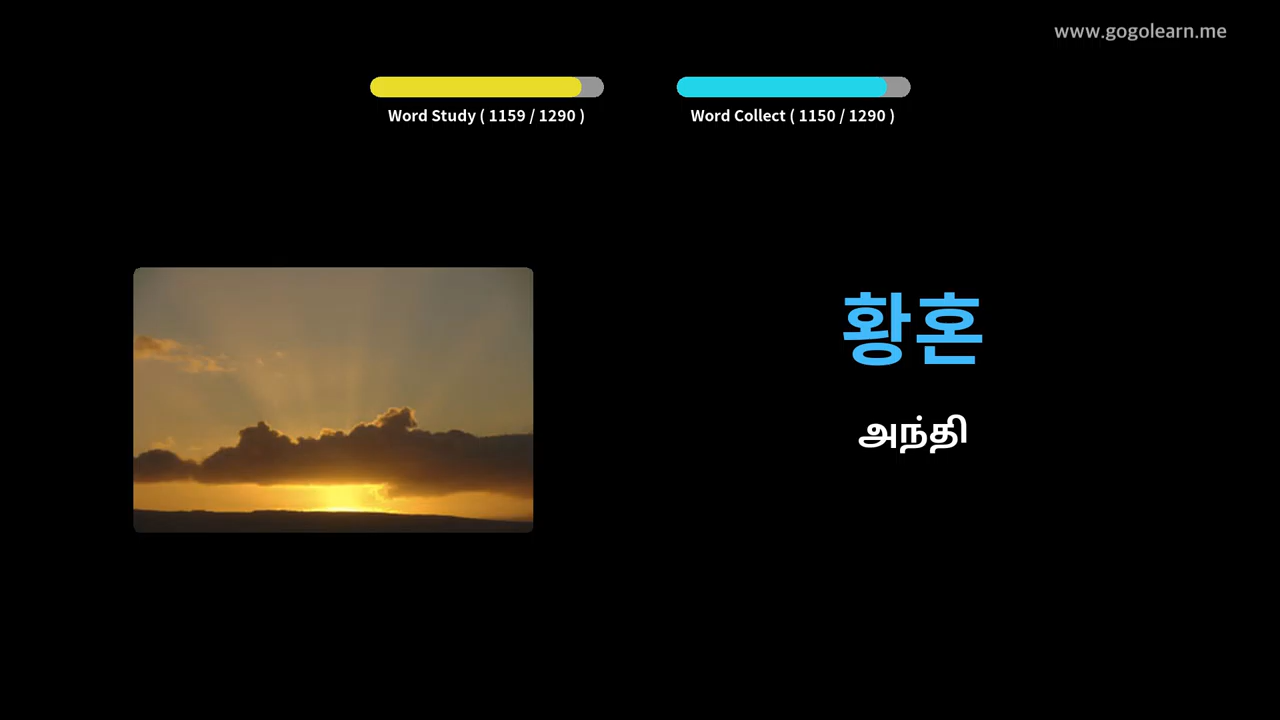 www.gogolearn.me
Word Study ( 1159 / 1290 )
Word Collect ( 1150 / 1290 )
황혼
அந்தி